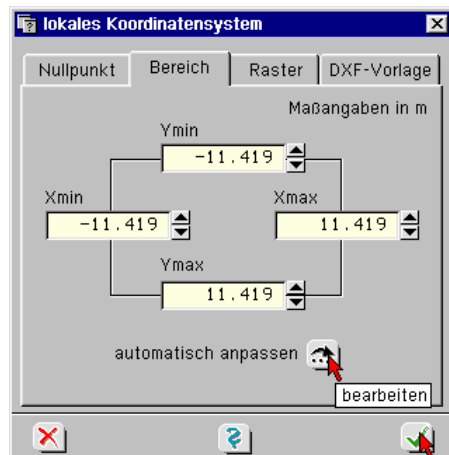 lokales Koordinatensystem
Nullpunkt Bereich Raster DXF-Vorlage
Maßangaben in m
Ymin
-11.419
Xmin Xmax
-11.419 11.419
Ymax
11.419
automatisch anpassen
bearbeiten